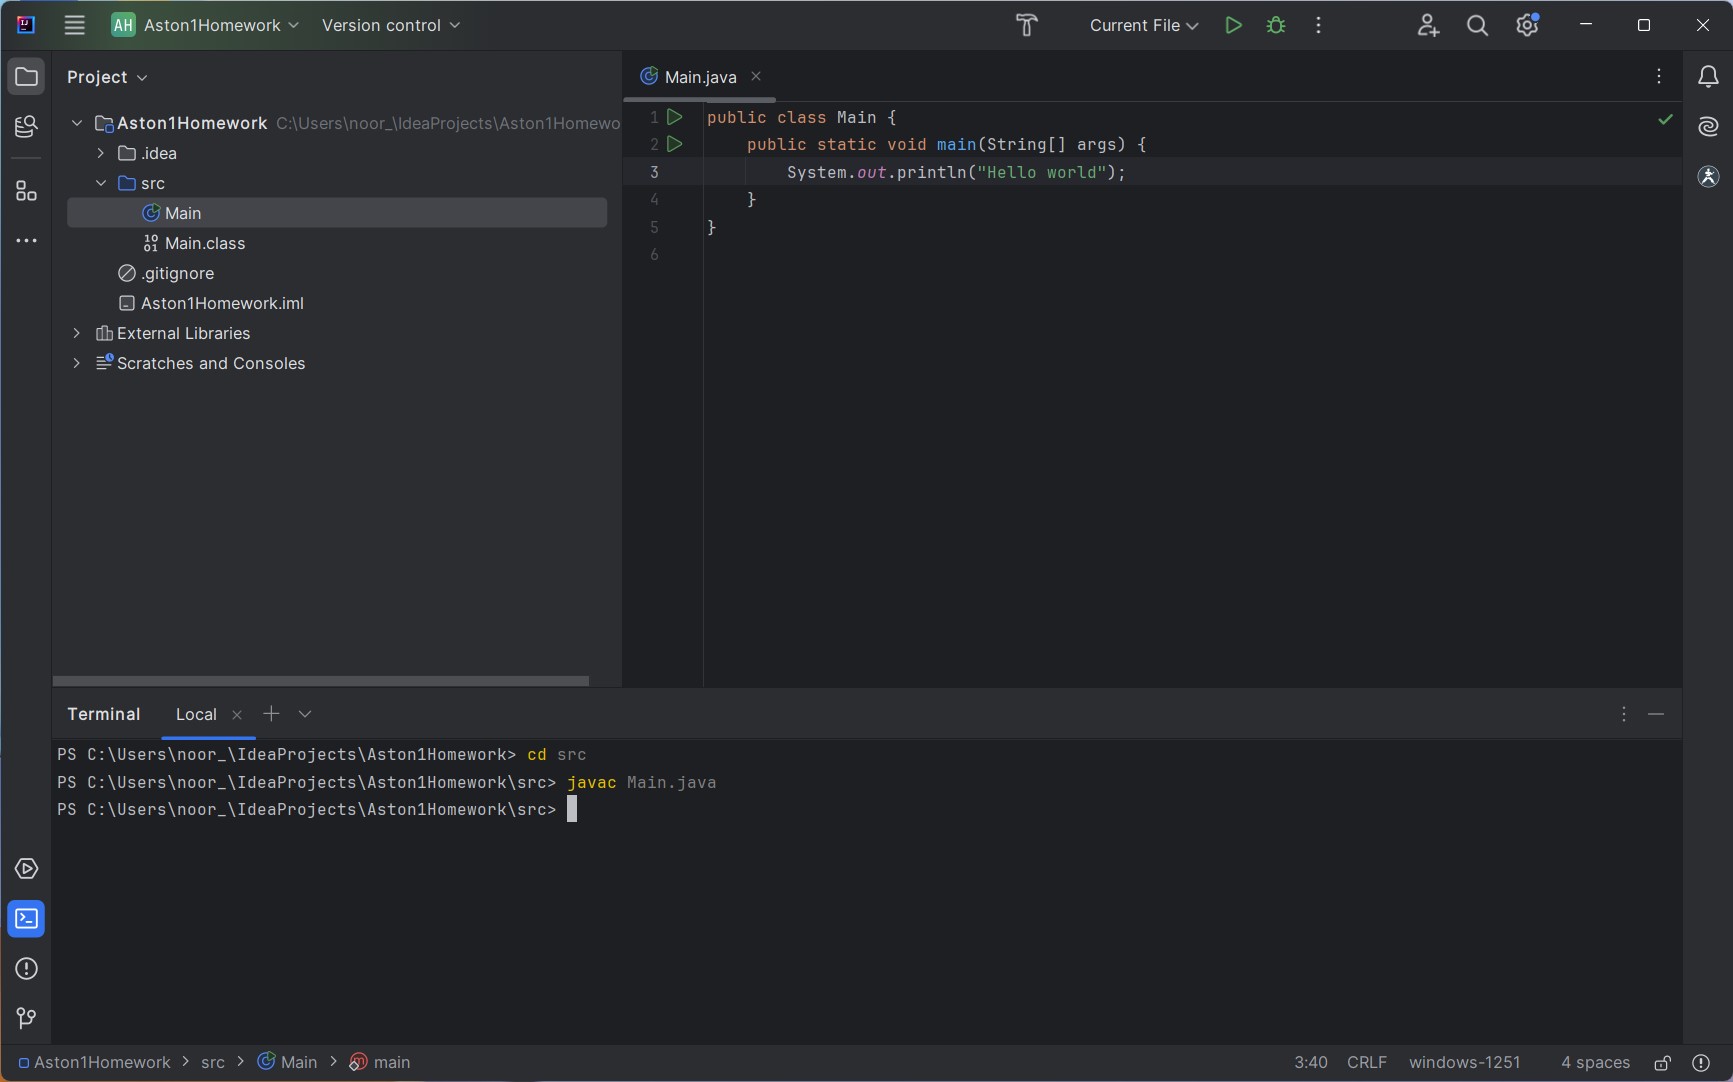 AH Aston1Homework Version control Current File
Project
Main.java
Aston1Homework C:\Users\noor_\IdeaProjects\Aston1Homewo
.idea
src
Main
Main.class
.gitignore
Aston1Homework.iml
External Libraries
Scratches and Consoles
1 public class Main {
2 public static void main(String[] args) {
3 System.out.println("Hello world");
4 }
5 }
6
Terminal Local
PS C:\Users\noor_\IdeaProjects\Aston1Homework> cd src
PS C:\Users\noor_\IdeaProjects\Aston1Homework\src> javac Main.java
PS C:\Users\noor_\IdeaProjects\Aston1Homework\src>
Aston1Homework > src > Main > main 3:40 CRLF windows-1251 4 spaces